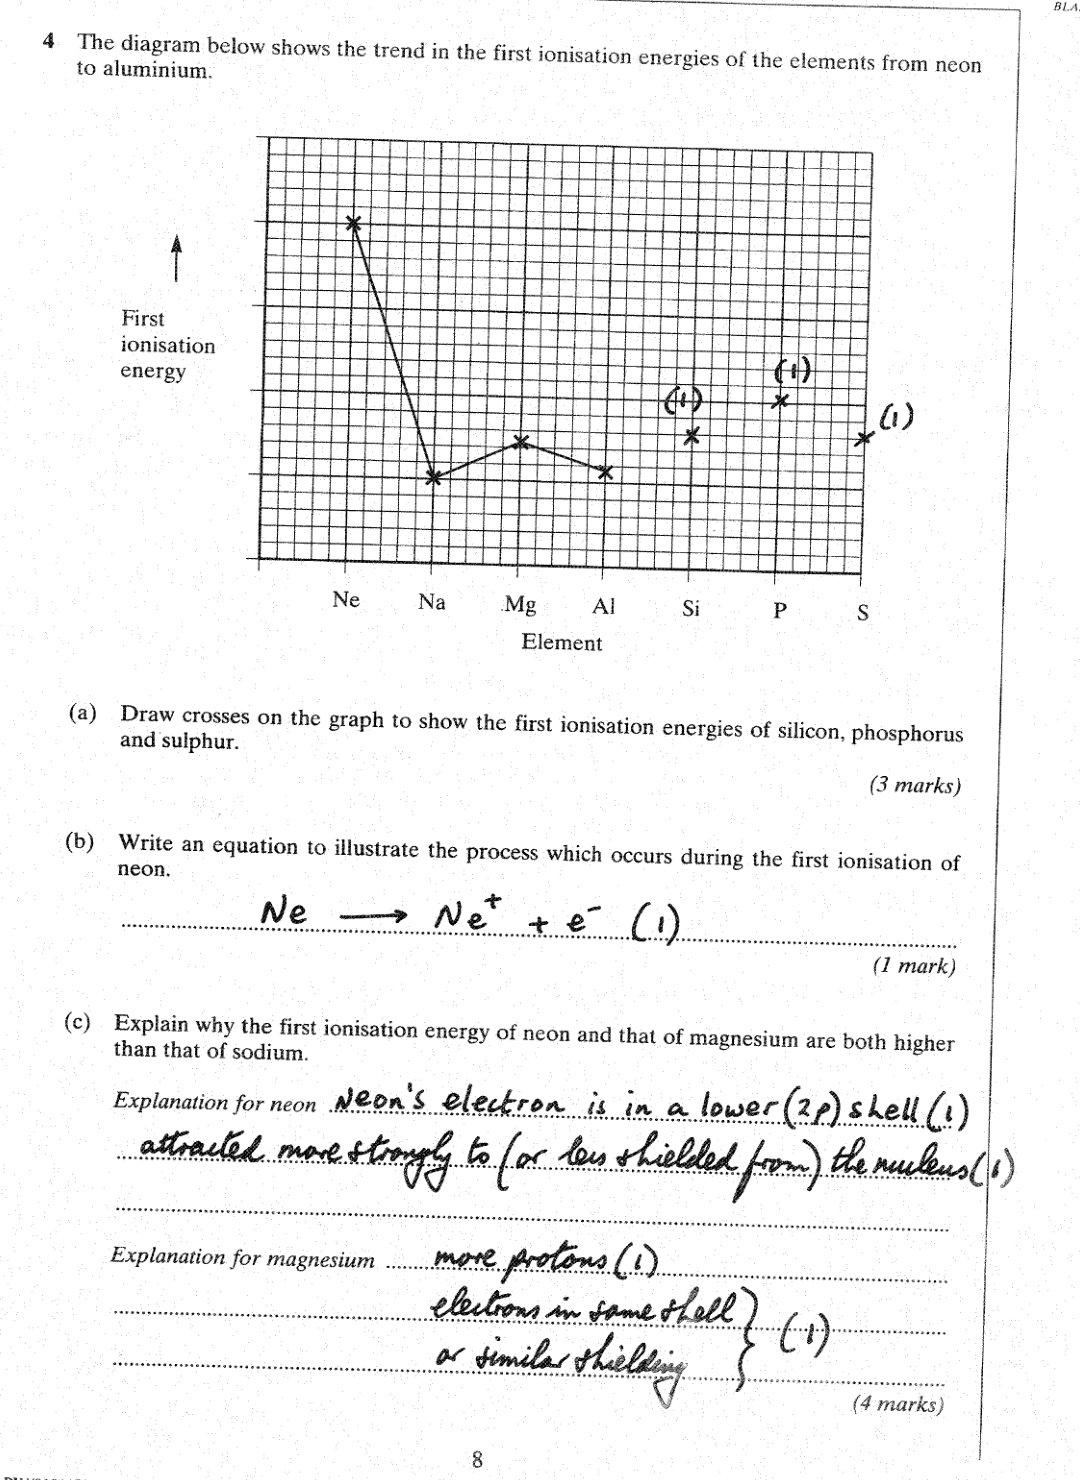 BLA
4 The diagram below shows the trend in the first ionisation energies of the elements from neon
to aluminium.
First
ionisation
energy
(1)
(1)
(1)
Ne Na Mg Al Si P S
Element
(a) Draw crosses on the graph to show the first ionisation energies of silicon, phosphorus
and sulphur.
(3 marks)
(b) Write an equation to illustrate the process which occurs during the first ionisation of
neon.
Ne ⟶ Ne⁺ + e⁻ (1)
(1 mark)
(c) Explain why the first ionisation energy of neon and that of magnesium are both higher
than that of sodium.
Explanation for neon Neon's electron is in a lower (2p) shell (1)
attracted more strongly to (or less shielded from) the nucleus (1)
Explanation for magnesium more protons (1)
electrons in same shell
or similar shielding } (1)
(4 marks)
8